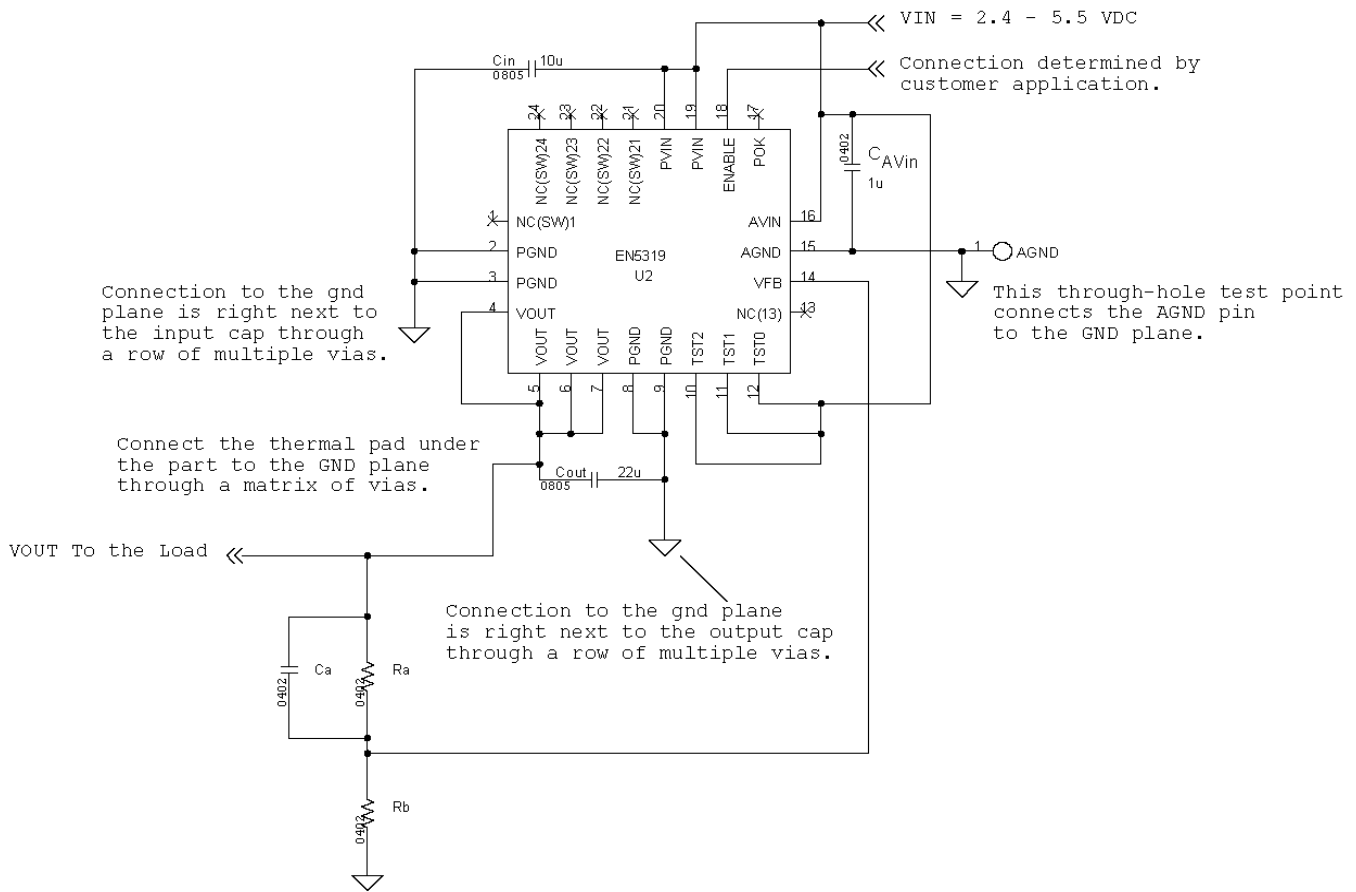 VIN = 2.4 - 5.5 VDC
Cin 10u
0805
Connection determined by
customer application.
24
23
22
21
20
19
18
17
NC(SW)24
NC(SW)23
NC(SW)22
NC(SW)21
PVIN
PVIN
ENABLE
POK
0402
CAVin
1u
1 NC(SW)1
AVIN 16
2 PGND
EN5319
U2
AGND 15
1 AGND
3 PGND
VFB 14
4 VOUT
NC(13) 13
Connection to the gnd
plane is right next to
the input cap through
a row of multiple vias.
This through-hole test point
connects the AGND pin
to the GND plane.
VOUT
VOUT
VOUT
PGND
PGND
TST2
TST1
TST0
5
6
7
8
9
10
11
12
Connect the thermal pad under
the part to the GND plane
through a matrix of vias.
Cout 22u
0805
VOUT To the Load
Connection to the gnd plane
is right next to the output cap
through a row of multiple vias.
Ca
0402
Ra
0402
Rb
0402